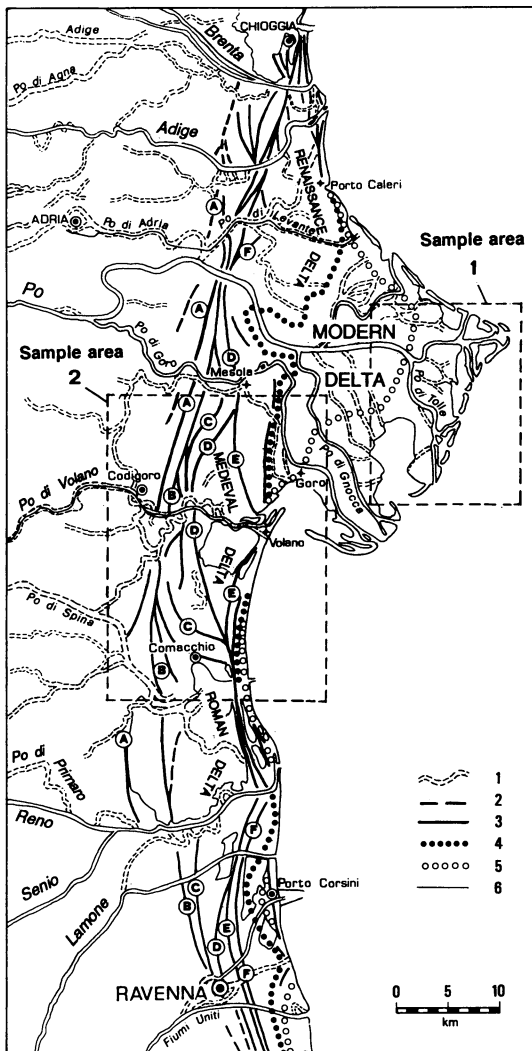 CHIOGGIA
Adige
Brenta
Po di Agna
Adige
RENAISSANCE
DELTA
Porto Caleri
A
ADRIA
Po di Adria
Po di Levante
F
Sample area
1
A
Po
MODERN
DELTA
Po di Goro
D
Mesola
Po di Tolle
Sample area
2
A
C
D
MEDIEVAL
DELTA
E
Po di Gnocca
Codigoro
Goro
B
Po di Volano
D
Volano
E
Po di Spina
C
Comacchio
B
ROMAN
DELTA
A
Po di Primaro
Reno
Senio
Lamone
F
C
B
Porto Corsini
E
D
F
RAVENNA
Fiumi Uniti
1
2
3
4
5
6
0 5 10
km